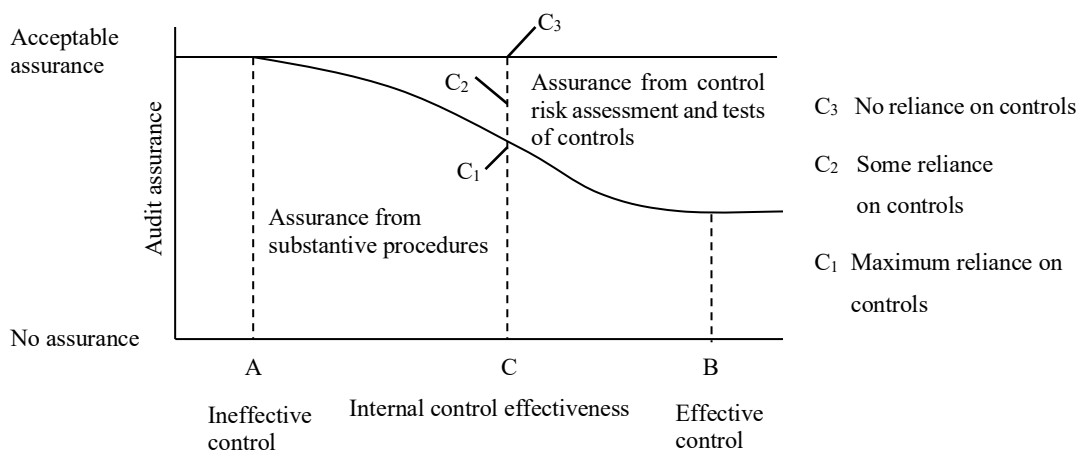 Acceptable
assurance
Audit assurance
No assurance
C₃
C₂
C₁
Assurance from control
risk assessment and tests
of controls
Assurance from
substantive procedures
A
C
B
Ineffective
control
Internal control effectiveness
Effective
control
C₃ No reliance on controls
C₂ Some reliance
on controls
C₁ Maximum reliance on
controls